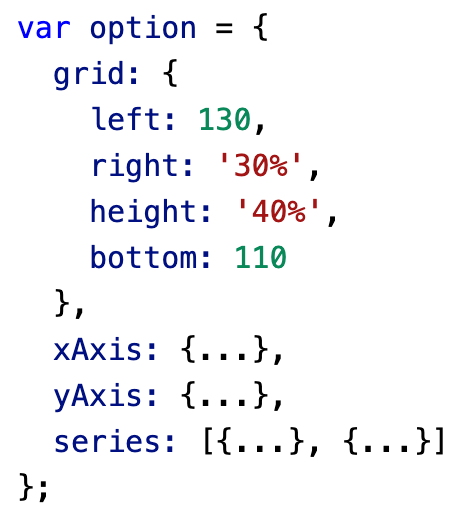 var option = {
  grid: {
    left: 130,
    right: '30%',
    height: '40%',
    bottom: 110
  },
  xAxis: {...},
  yAxis: {...},
  series: [{...}, {...}]
};